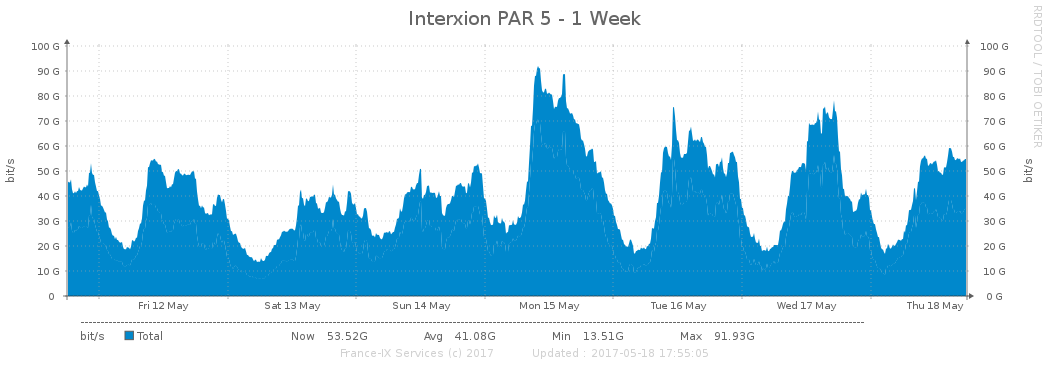 Interxion PAR 5 - 1 Week
RRDTOOL / TOBI OETIKER
100 G 100 G
90 G 90 G
80 G 80 G
70 G 70 G
60 G 60 G
50 G 50 G
40 G 40 G
30 G 30 G
20 G 20 G
10 G 10 G
0 0 G
bit/s
bit/s
Fri 12 May Sat 13 May Sun 14 May Mon 15 May Tue 16 May Wed 17 May Thu 18 May
bit/s Total Now 53.52G Avg 41.08G Min 13.51G Max 91.93G
France-IX Services (c) 2017 Updated : 2017-05-18 17:55:05